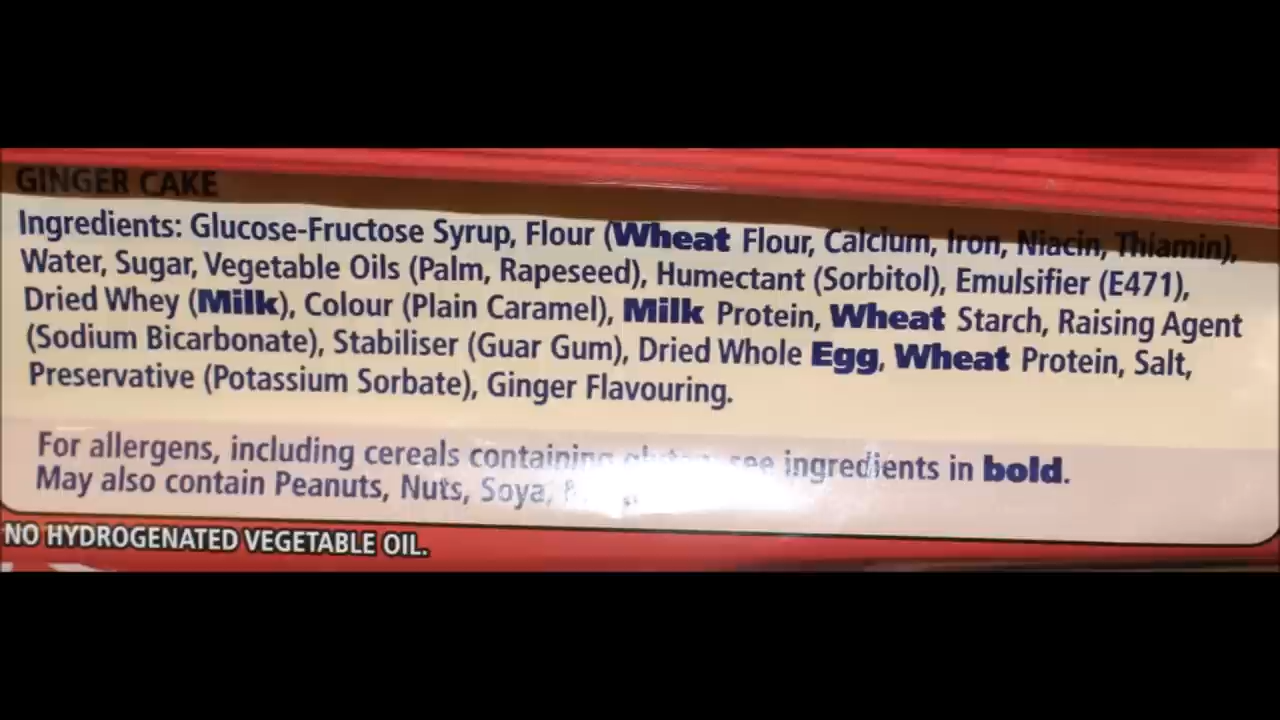 GINGER CAKE
Ingredients: Glucose-Fructose Syrup, Flour (Wheat Flour, Calcium, Iron, Niacin, Thiamin),
Water, Sugar, Vegetable Oils (Palm, Rapeseed), Humectant (Sorbitol), Emulsifier (E471),
Dried Whey (Milk), Colour (Plain Caramel), Milk Protein, Wheat Starch, Raising Agent
(Sodium Bicarbonate), Stabiliser (Guar Gum), Dried Whole Egg, Wheat Protein, Salt,
Preservative (Potassium Sorbate), Ginger Flavouring.
For allergens, including cereals containing see ingredients in bold.
May also contain Peanuts, Nuts, Soya,
NO HYDROGENATED VEGETABLE OIL.